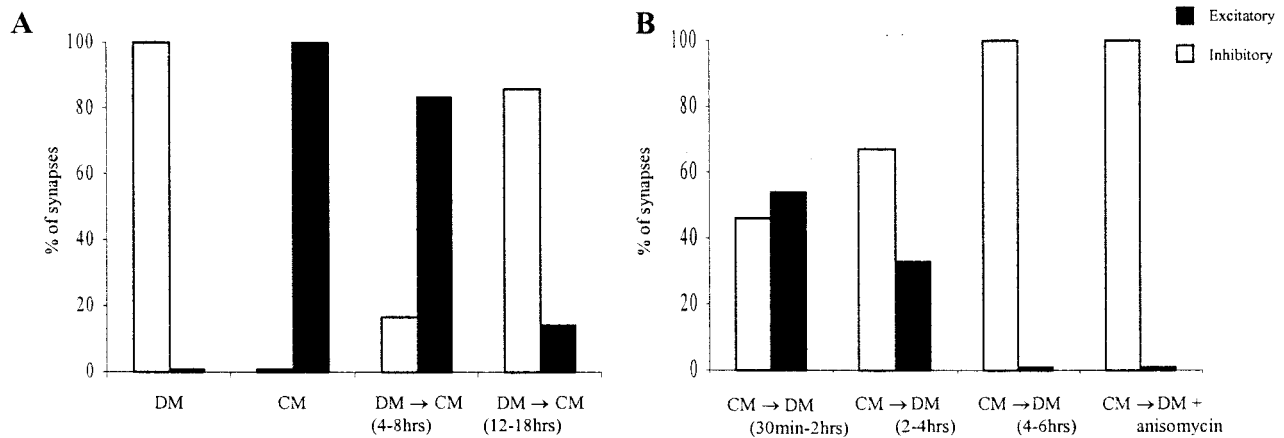 A
B
Excitatory
Inhibitory
% of synapses
100
80
60
40
20
0
DM
CM
DM → CM
(4-8hrs)
DM → CM
(12-18hrs)
% of synapses
100
80
60
40
20
0
CM → DM
(30min-2hrs)
CM → DM
(2-4hrs)
CM → DM
(4-6hrs)
CM → DM +
anisomycin